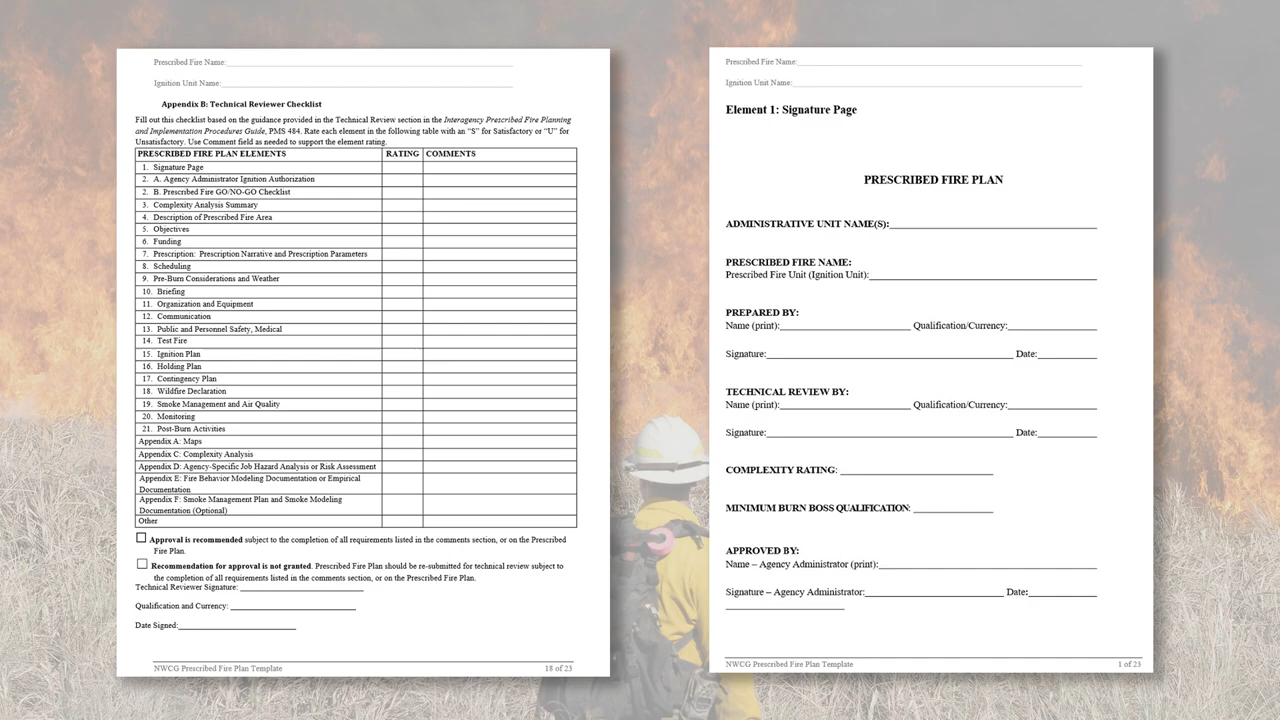 Prescribed Fire Name:
Ignition Unit Name:
Appendix B: Technical Reviewer Checklist
Fill out this checklist based on the guidance provided in the Technical Review section in the Interagency Prescribed Fire Planning
and Implementation Procedures Guide, PMS 484. Rate each element in the following table with an “S” for Satisfactory or “U” for
Unsatisfactory. Use Comment field as needed to support the element rating.
PRESCRIBED FIRE PLAN ELEMENTS RATING COMMENTS
1. Signature Page
2. A. Agency Administrator Ignition Authorization
2. B. Prescribed Fire GO/NO-GO Checklist
3. Complexity Analysis Summary
4. Description of Prescribed Fire Area
5. Objectives
6. Funding
7. Prescription: Prescription Narrative and Prescription Parameters
8. Scheduling
9. Pre-Burn Considerations and Weather
10. Briefing
11. Organization and Equipment
12. Communication
13. Public and Personnel Safety, Medical
14. Test Fire
15. Ignition Plan
16. Holding Plan
17. Contingency Plan
18. Wildfire Declaration
19. Smoke Management and Air Quality
20. Monitoring
21. Post-Burn Activities
Appendix A: Maps
Appendix C: Complexity Analysis
Appendix D: Agency-Specific Job Hazard Analysis or Risk Assessment
Appendix E: Fire Behavior Modeling Documentation or Empirical
Documentation
Appendix F: Smoke Management Plan and Smoke Modeling
Documentation (Optional)
Other
Approval is recommended subject to the completion of all requirements listed in the comments section, or on the Prescribed
Fire Plan.
Recommendation for approval is not granted. Prescribed Fire Plan should be re-submitted for technical review subject to
the completion of all requirements listed in the comments section, or on the Prescribed Fire Plan.
Technical Reviewer Signature:
Qualification and Currency:
Date Signed:
NWCG Prescribed Fire Plan Template 18 of 23
Prescribed Fire Name:
Ignition Unit Name:
Element 1: Signature Page
PRESCRIBED FIRE PLAN
ADMINISTRATIVE UNIT NAME(S):
PRESCRIBED FIRE NAME:
Prescribed Fire Unit (Ignition Unit):
PREPARED BY:
Name (print): Qualification/Currency:
Signature: Date:
TECHNICAL REVIEW BY:
Name (print): Qualification/Currency:
Signature: Date:
COMPLEXITY RATING:
MINIMUM BURN BOSS QUALIFICATION:
APPROVED BY:
Name – Agency Administrator (print):
Signature – Agency Administrator: Date:
NWCG Prescribed Fire Plan Template 1 of 23